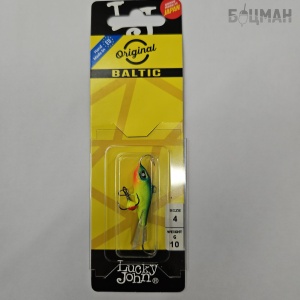 БОЦМАН
Original
BALTIC
SIZE
4
WEIGHT
G
10
Lucky
John®